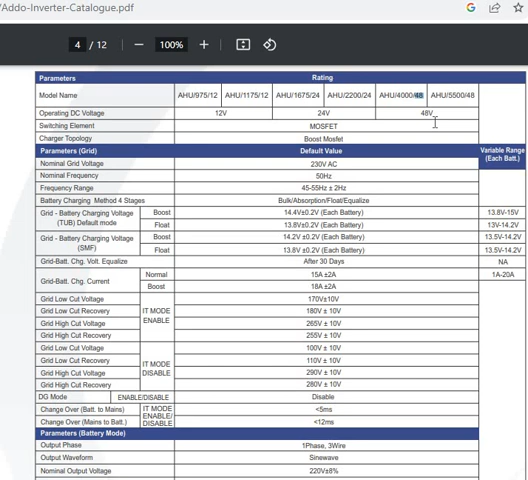 /Addo-Inverter-Catalogue.pdf
4 / 12 − 100% +
Parameters Rating
Model Name AHU/975/12 AHU/1175/12 AHU/1675/24 AHU/2200/24 AHU/4000/48 AHU/5500/48
Operating DC Voltage 12V 24V 48V
Switching Element MOSFET
Charger Topology Boost Mosfet
Parameters (Grid) Default Value Variable Range
(Each Batt.)
Nominal Grid Voltage 230V AC
Nominal Frequency 50Hz
Frequency Range 45-55Hz ± 2Hz
Battery Charging Method 4 Stages Bulk/Absorption/Float/Equalize
Grid - Battery Charging Voltage Boost 14.4V±0.2V (Each Battery) 13.8V-15V
(TUB) Default mode Float 13.8V±0.2V (Each Battery) 13V-14.2V
Grid - Battery Charging Voltage Boost 14.2V ±0.2V (Each Battery) 13.5V-14.2V
(SMF) Float 13.8V ±0.2V (Each Battery) 13.5-14.2V
Grid-Batt. Chg. Volt. Equalize After 30 Days NA
Grid-Batt. Chg. Current Normal 15A ±2A 1A-20A
Boost 18A ±2A
Grid Low Cut Voltage IT MODE ENABLE 170V±10V
Grid Low Cut Recovery 180V ± 10V
Grid High Cut Voltage 265V ± 10V
Grid High Cut Recovery 255V ± 10V
Grid Low Cut Voltage IT MODE DISABLE 100V ± 10V
Grid Low Cut Recovery 110V ± 10V
Grid High Cut Voltage 290V ± 10V
Grid High Cut Recovery 280V ± 10V
DG Mode ENABLE/DISABLE Disable
Change Over (Batt. to Mains) IT MODE ENABLE/ DISABLE <5ms
Change Over (Mains to Batt.) <12ms
Parameters (Battery Mode)
Output Phase 1Phase, 3Wire
Output Waveform Sinewave
Nominal Output Voltage 220V±8%